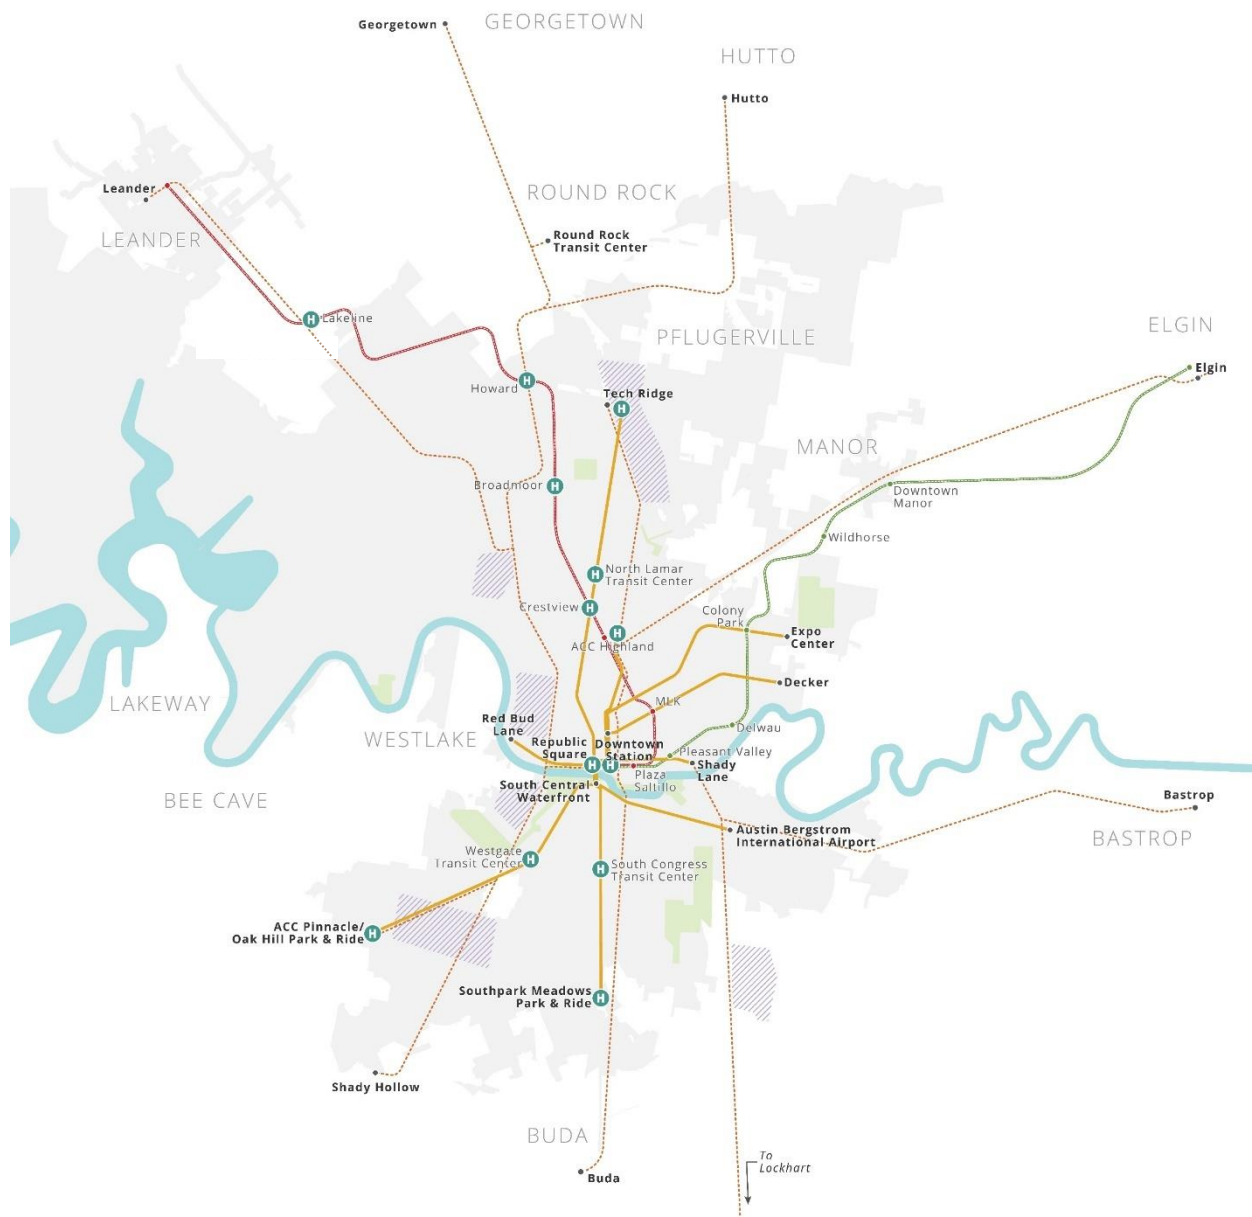 GEORGETOWN
Georgetown
HUTTO
Hutto
ROUND ROCK
Leander
LEANDER
Round Rock
Transit Center
H
Lakeline
ELGIN
PFLUGERVILLE
Elgin
Howard
H
Tech Ridge
H
MANOR
Broadmoor
H
Downtown
Manor
Wildhorse
H
North Lamar
Transit Center
Crestview
H
Colony
Park
H
ACC Highland
Expo
Center
Decker
LAKEWAY
MLK
WESTLAKE
Red Bud
Lane
Delwau
Republic
Square
H
Downtown
Station
H
Pleasant Valley
Shady
Lane
Plaza
Saltillo
South Central
Waterfront
BEE CAVE
Bastrop
BASTROP
Austin Bergstrom
International Airport
Westgate
Transit Center
H
H
South Congress
Transit Center
ACC Pinnacle/
Oak Hill Park & Ride
H
Southpark Meadows
Park & Ride
H
Shady Hollow
BUDA
Buda
To
Lockhart